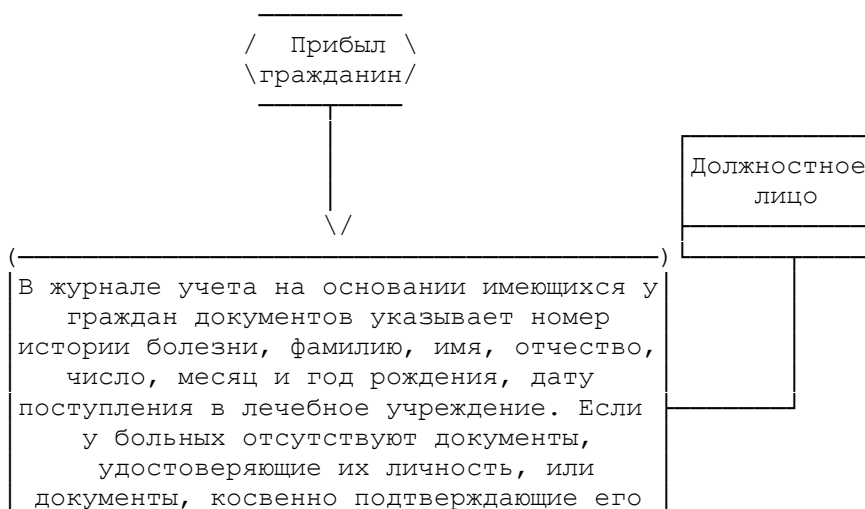 Прибыл
гражданин
Должностное
лицо
В журнале учета на основании имеющихся у
граждан документов указывает номер
истории болезни, фамилию, имя, отчество,
число, месяц и год рождения, дату
поступления в лечебное учреждение. Если
у больных отсутствуют документы,
удостоверяющие их личность, или
документы, косвенно подтверждающие его